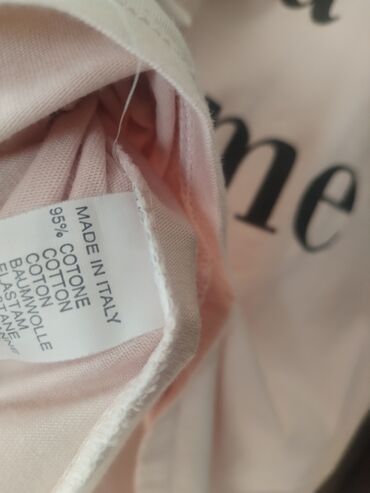 me
MADE IN ITALY
95% COTONE
COTTON
COTON
BAUMWOLLE
ELASTAM